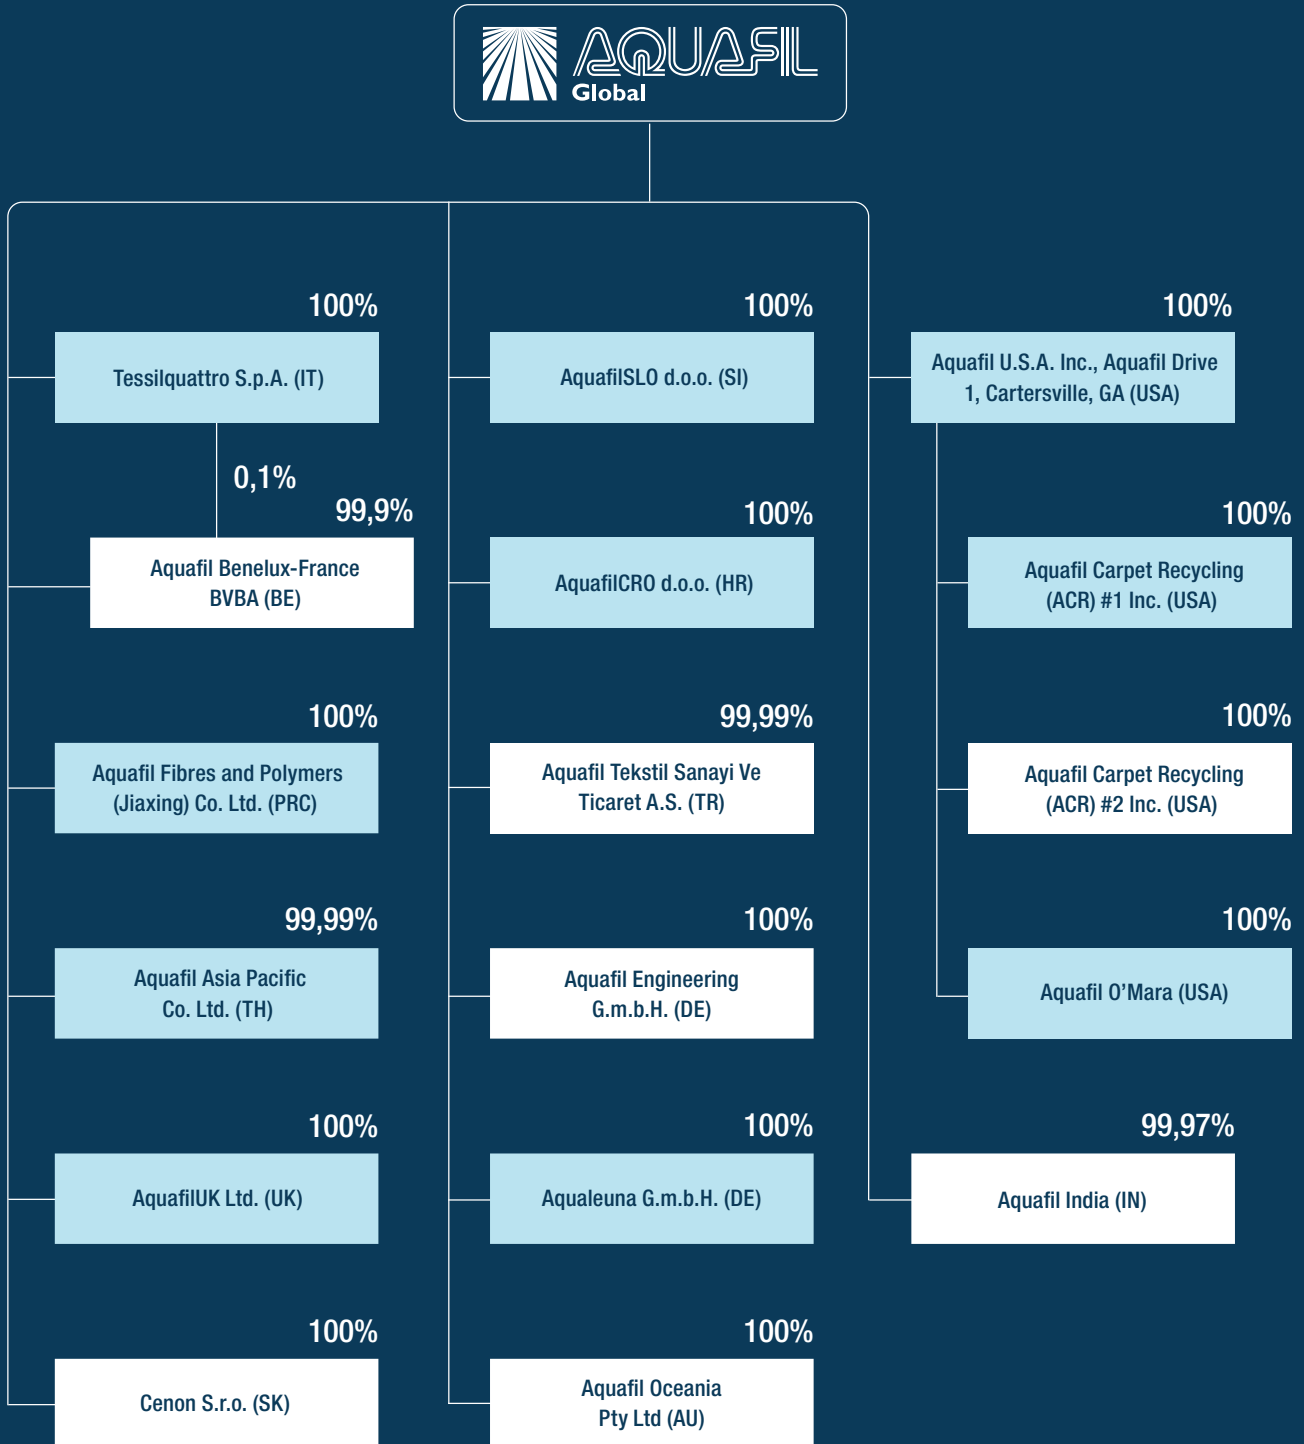 AQUAFIL
Global
100%
Tessilquattro S.p.A. (IT)
0,1%
99,9%
Aquafil Benelux-France
BVBA (BE)
100%
Aquafil Fibres and Polymers
(Jiaxing) Co. Ltd. (PRC)
99,99%
Aquafil Asia Pacific
Co. Ltd. (TH)
100%
AquafilUK Ltd. (UK)
100%
Cenon S.r.o. (SK)
100%
AquafilSLO d.o.o. (SI)
100%
AquafilCRO d.o.o. (HR)
99,99%
Aquafil Tekstil Sanayi Ve
Ticaret A.S. (TR)
100%
Aquafil Engineering
G.m.b.H. (DE)
100%
Aqualeuna G.m.b.H. (DE)
100%
Aquafil Oceania
Pty Ltd (AU)
100%
Aquafil U.S.A. Inc., Aquafil Drive
1, Cartersville, GA (USA)
100%
Aquafil Carpet Recycling
(ACR) #1 Inc. (USA)
100%
Aquafil Carpet Recycling
(ACR) #2 Inc. (USA)
100%
Aquafil O’Mara (USA)
99,97%
Aquafil India (IN)